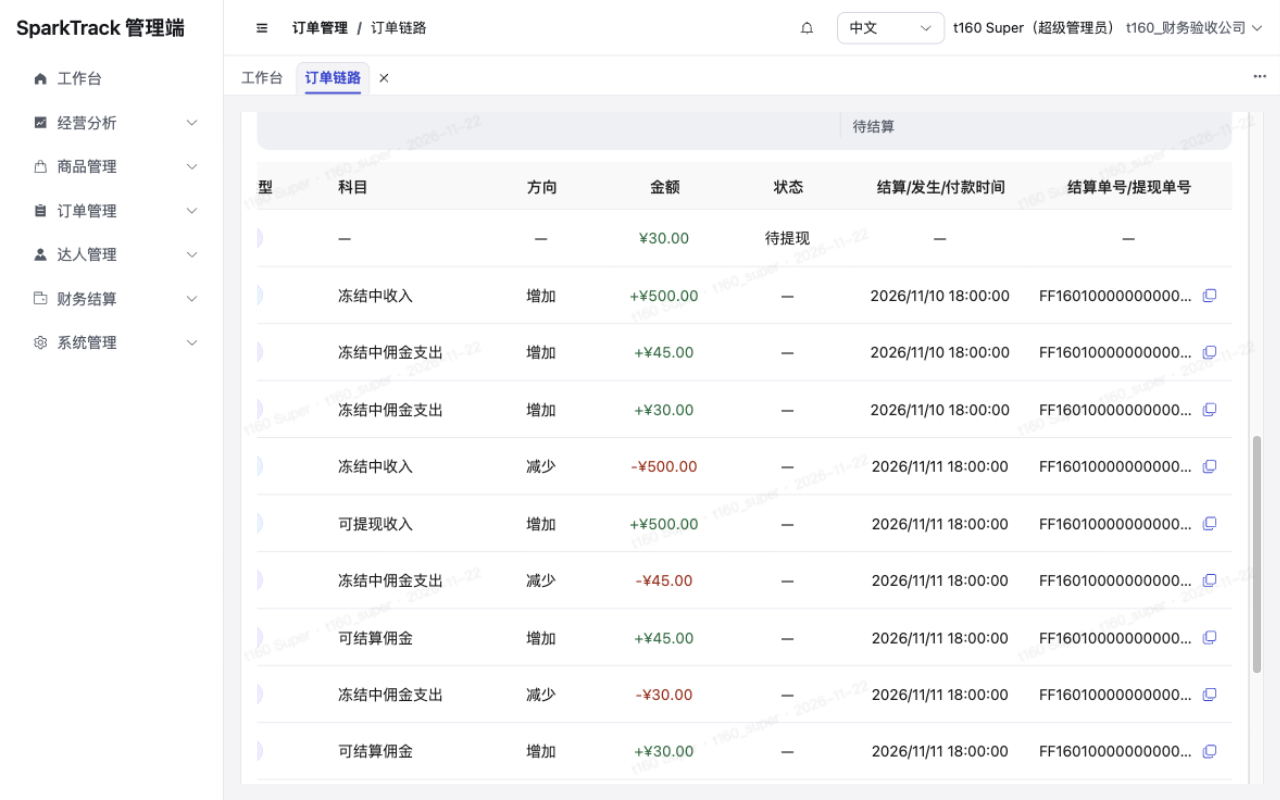 SparkTrack 管理端
订单管理 / 订单链路
中文
t160 Super（超级管理员）
t160_财务验收公司
工作台
订单链路
工作台
经营分析
商品管理
订单管理
达人管理
财务结算
系统管理
待结算
型 科目 方向 金额 状态 结算/发生/付款时间 结算单号/提现单号
— — ¥30.00 待提现 — —
冻结中收入 增加 +¥500.00 — 2026/11/10 18:00:00 FF16010000000000...
冻结中佣金支出 增加 +¥45.00 — 2026/11/10 18:00:00 FF16010000000000...
冻结中佣金支出 增加 +¥30.00 — 2026/11/10 18:00:00 FF16010000000000...
冻结中收入 减少 -¥500.00 — 2026/11/11 18:00:00 FF16010000000000...
可提现收入 增加 +¥500.00 — 2026/11/11 18:00:00 FF16010000000000...
冻结中佣金支出 减少 -¥45.00 — 2026/11/11 18:00:00 FF16010000000000...
可结算佣金 增加 +¥45.00 — 2026/11/11 18:00:00 FF16010000000000...
冻结中佣金支出 减少 -¥30.00 — 2026/11/11 18:00:00 FF16010000000000...
可结算佣金 增加 +¥30.00 — 2026/11/11 18:00:00 FF16010000000000...
t160 Super · t160_super · 2026-11-22